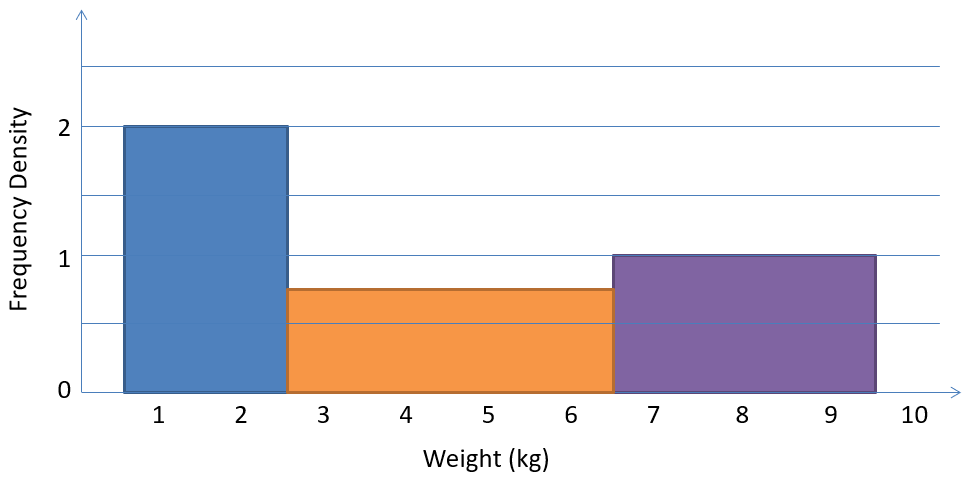 Frequency Density
2
1
0
1 2 3 4 5 6 7 8 9 10
Weight (kg)